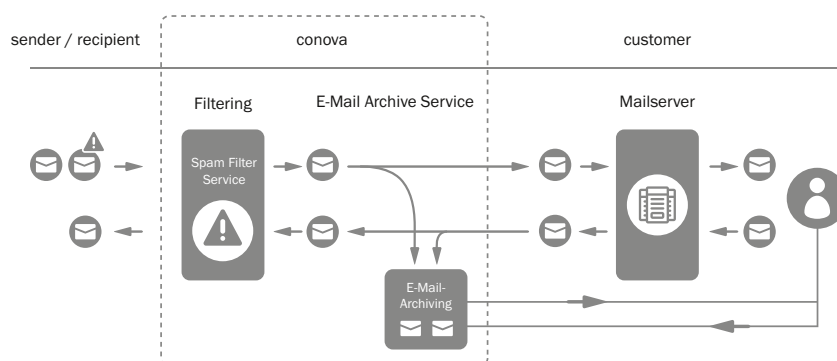 sender / recipient
conova
customer
Filtering
E-Mail Archive Service
Mailserver
Spam Filter
Service
E-Mail-
Archiving